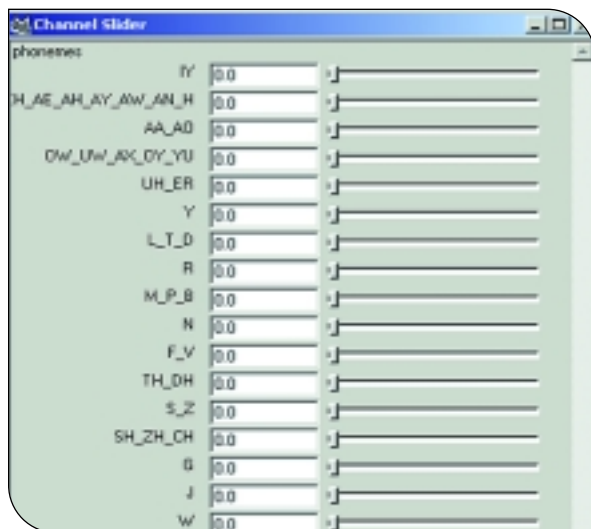 Channel Slider
phonemes
IY 0.0
H_AE_AH_AY_AW_AN_H 0.0
AA_AO 0.0
OW_UW_AX_OY_YU 0.0
UH_ER 0.0
Y 0.0
L_T_D 0.0
R 0.0
M_P_B 0.0
N 0.0
F_V 0.0
TH_DH 0.0
S_Z 0.0
SH_ZH_CH 0.0
G 0.0
J 0.0
W 0.0